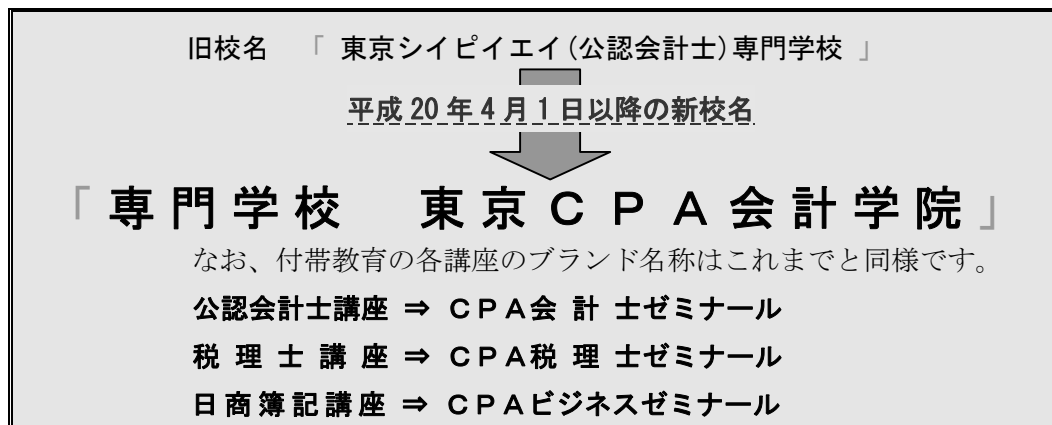 旧校名 「 東京シイピイエイ(公認会計士)専門学校 」
平成20年4月1日以降の新校名
「専門学校 東京CPA会計学院」
なお、付帯教育の各講座のブランド名称はこれまでと同様です。
公認会計士講座 ⇒ CPA会 計 士ゼミナール
税 理 士 講 座 ⇒ CPA税 理 士ゼミナール
日商簿記講座 ⇒ CPAビジネスゼミナール